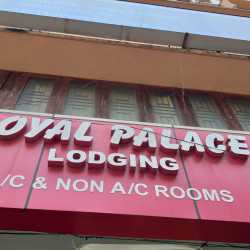 OYAL PALACE
LODGING
/C & NON A/C ROOMS